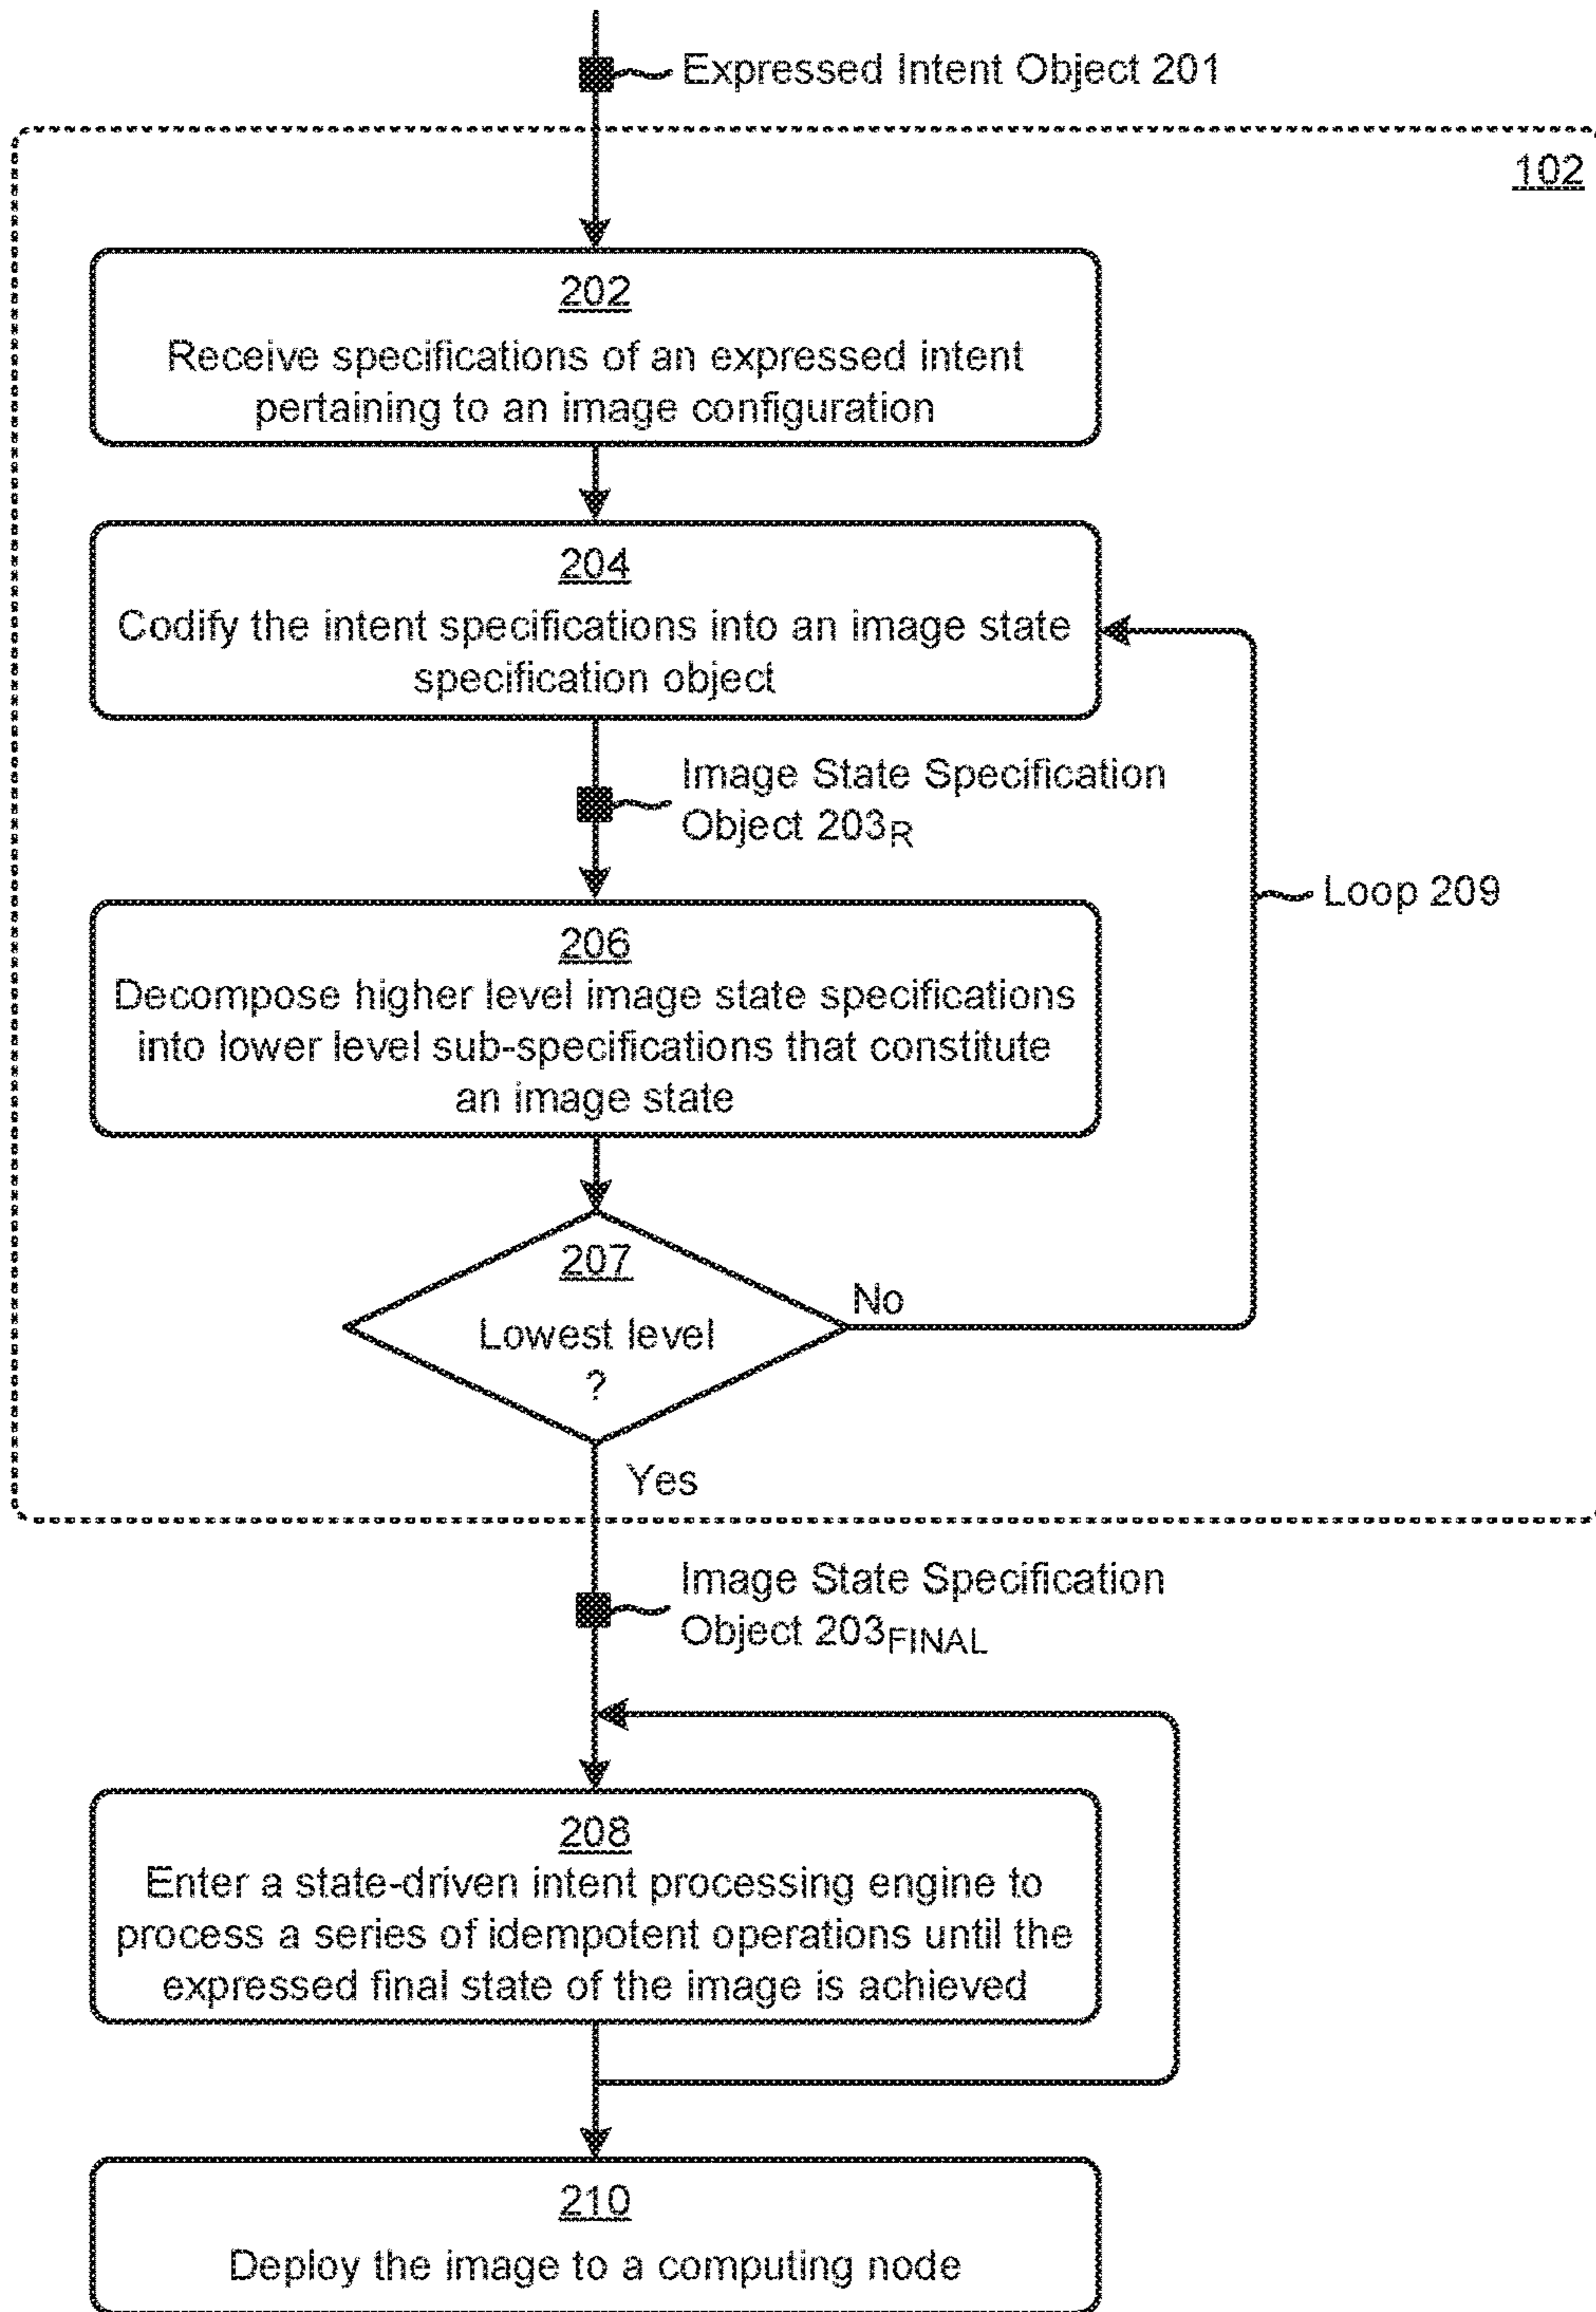 Expressed Intent Object 201
102
202
Receive specifications of an expressed intent
pertaining to an image configuration
204
Codify the intent specifications into an image state
specification object
Image State Specification
Object 203R
Loop 209
206
Decompose higher level image state specifications
into lower level sub-specifications that constitute
an image state
207
Lowest level
?
No
Yes
Image State Specification
Object 203FINAL
208
Enter a state-driven intent processing engine to
process a series of idempotent operations until the
expressed final state of the image is achieved
210
Deploy the image to a computing node